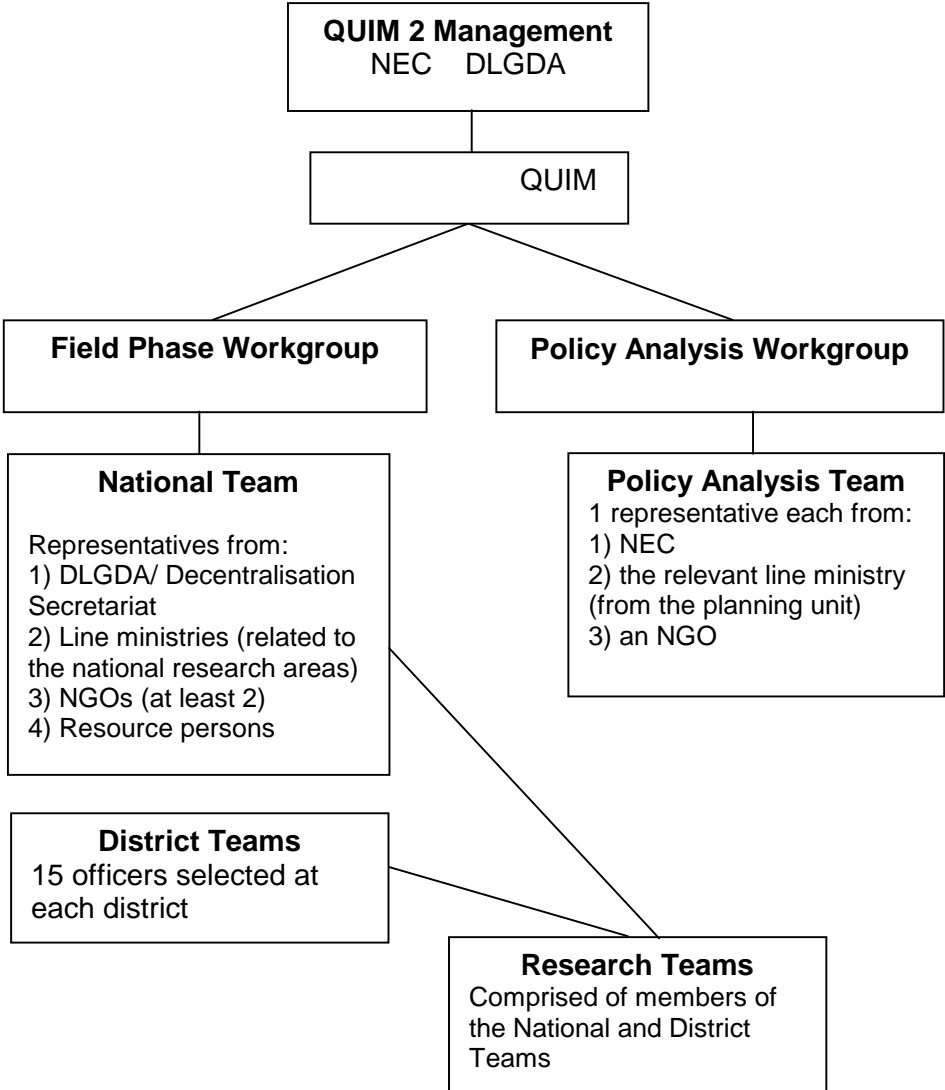 QUIM 2 Management
NEC DLGDA
QUIM
Field Phase Workgroup
Policy Analysis Workgroup
National Team
Representatives from:
1) DLGDA/ Decentralisation
Secretariat
2) Line ministries (related to
the national research areas)
3) NGOs (at least 2)
4) Resource persons
Policy Analysis Team
1 representative each from:
1) NEC
2) the relevant line ministry
(from the planning unit)
3) an NGO
District Teams
15 officers selected at
each district
Research Teams
Comprised of members of
the National and District
Teams